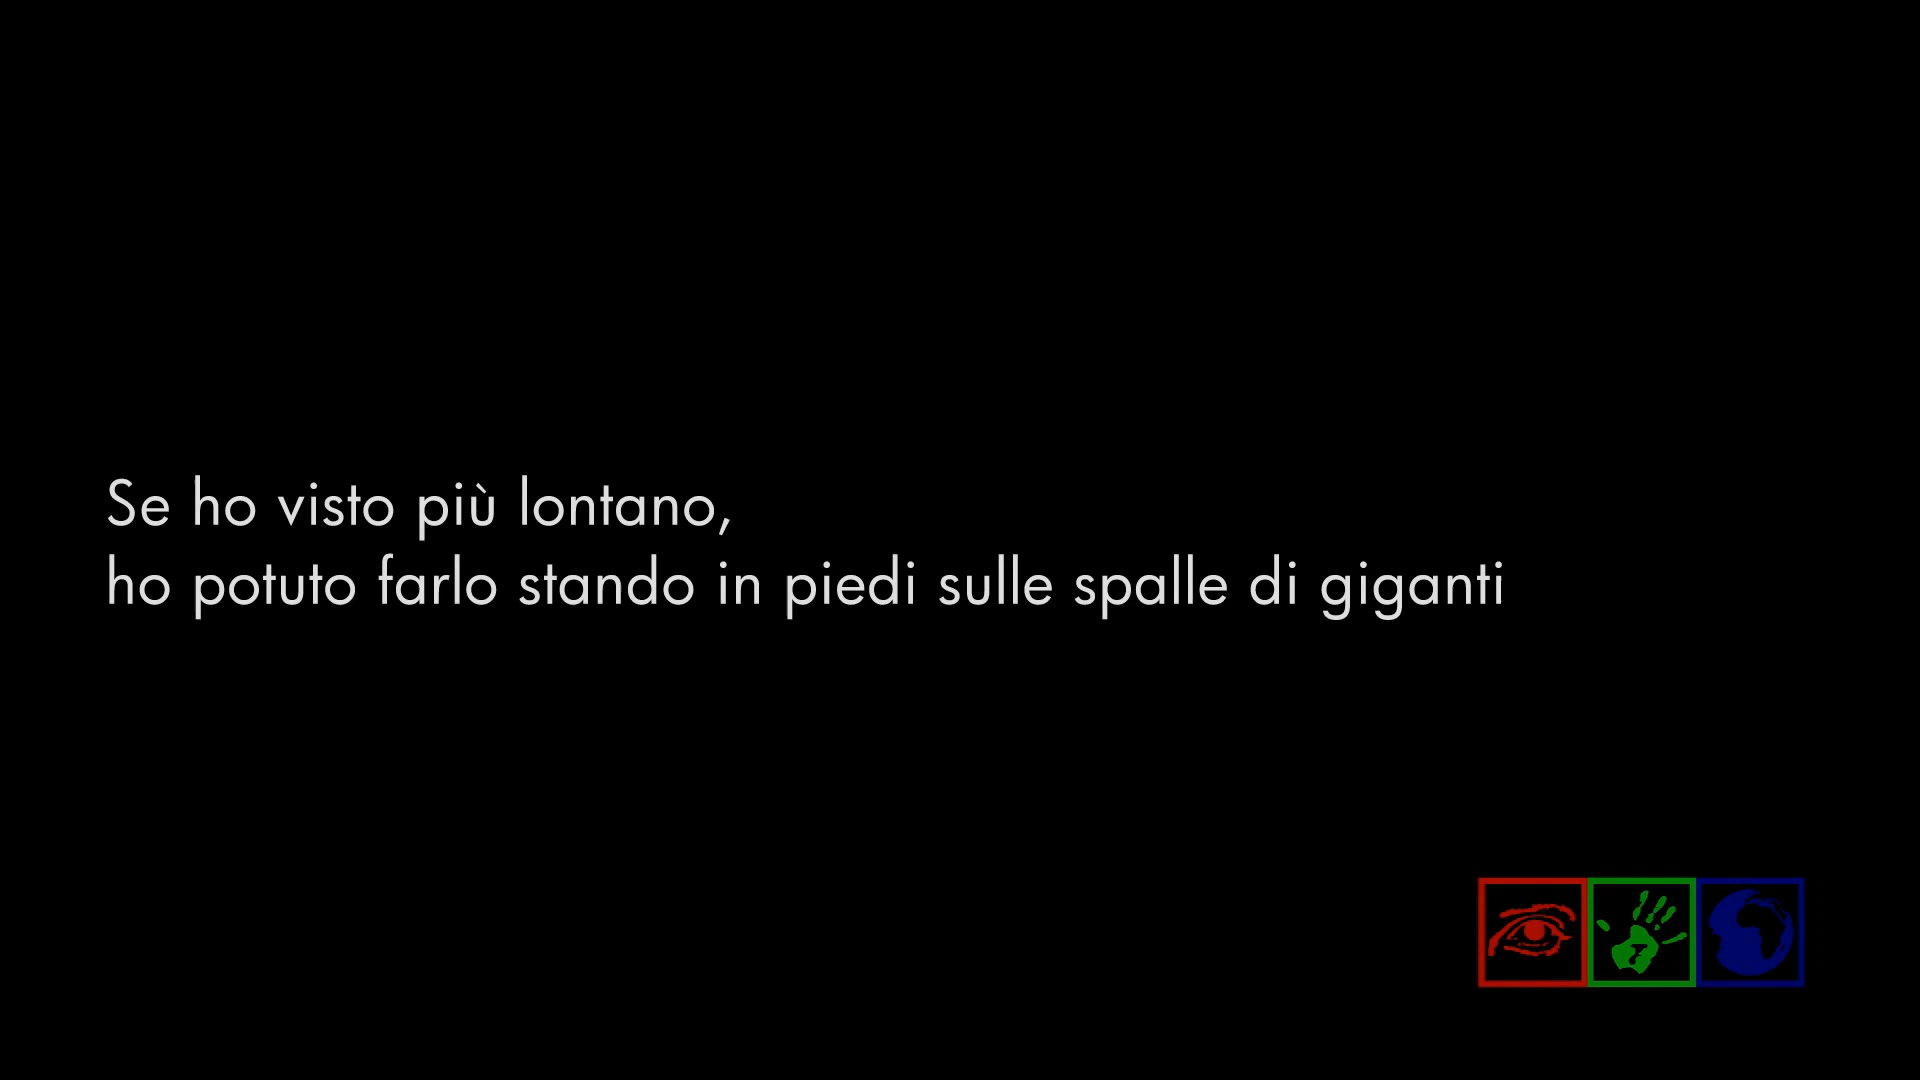 Se ho visto più lontano,
ho potuto farlo stando in piedi sulle spalle di giganti